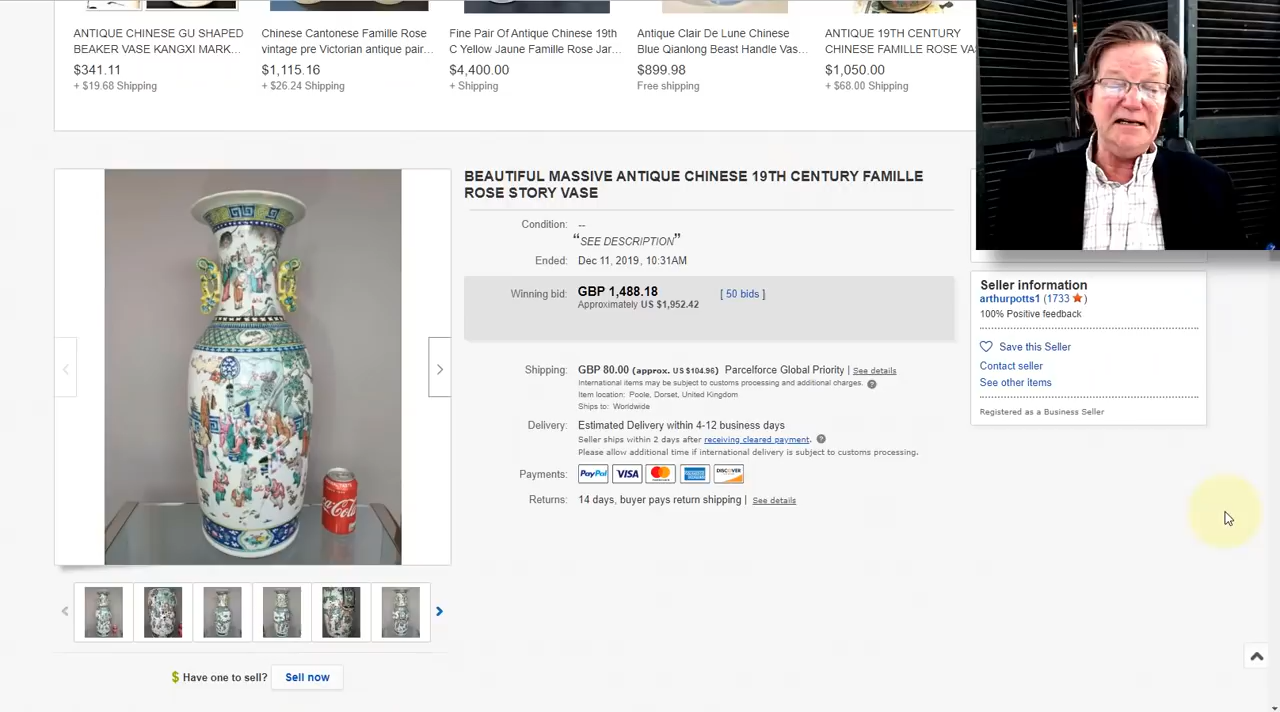 ANTIQUE CHINESE GU SHAPED
BEAKER VASE KANGXI MARK...
$341.11
+ $19.68 Shipping
Chinese Cantonese Famille Rose
vintage pre Victorian antique pair...
$1,115.16
+ $26.24 Shipping
Fine Pair Of Antique Chinese 19th
C Yellow Jaune Famille Rose Jar...
$4,400.00
+ Shipping
Antique Clair De Lune Chinese
Blue Qianlong Beast Handle Vas...
$899.98
Free shipping
ANTIQUE 19TH CENTURY
CHINESE FAMILLE ROSE VA
$1,050.00
+ $68.00 Shipping
BEAUTIFUL MASSIVE ANTIQUE CHINESE 19TH CENTURY FAMILLE
ROSE STORY VASE
Condition: --
“SEE DESCRIPTION”
Ended: Dec 11, 2019, 10:31AM
Winning bid: GBP 1,488.18 [ 50 bids ]
Approximately US $1,952.42
Shipping: GBP 80.00 (approx. US $104.96) Parcelforce Global Priority | See details
International items may be subject to customs processing and additional charges. ?
Item location: Poole, Dorset, United Kingdom
Ships to: Worldwide
Delivery: Estimated Delivery within 4-12 business days
Seller ships within 2 days after receiving cleared payment. ?
Please allow additional time if international delivery is subject to customs processing.
Payments: PayPal VISA MasterCard AMERICAN EXPRESS DISCOVER
Returns: 14 days, buyer pays return shipping | See details
Seller information
arthurpotts1 (1733 ★)
100% Positive feedback
Save this Seller
Contact seller
See other items
Registered as a Business Seller
Coca-Cola
$ Have one to sell? Sell now